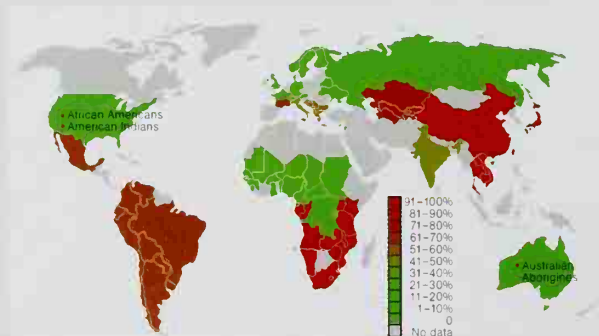 African Americans
American Indians
91-100%
81-90%
71-80%
61-70%
51-60%
41-50%
31-40%
21-30%
11-20%
1-10%
0
No data
Australian
Aborigines